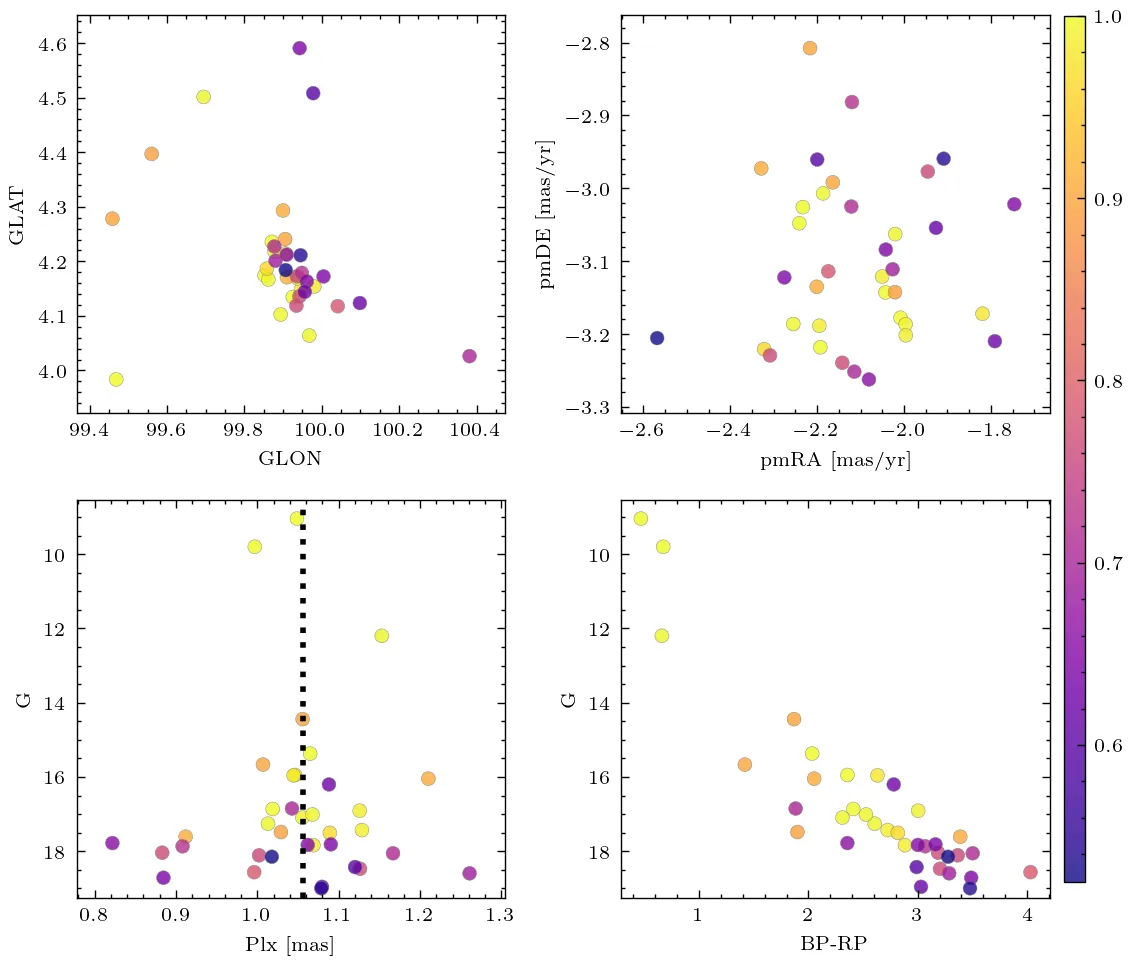 4.6
4.5
4.4
4.3
4.2
4.1
4.0
GLAT
99.4 99.6 99.8 100.0 100.2 100.4
GLON
−2.8
−2.9
−3.0
−3.1
−3.2
−3.3
pmDE [mas/yr]
−2.6 −2.4 −2.2 −2.0 −1.8
pmRA [mas/yr]
1.0
0.9
0.8
0.7
0.6
10
12
14
16
18
G
0.8 0.9 1.0 1.1 1.2 1.3
Plx [mas]
10
12
14
16
18
G
1 2 3 4
BP-RP